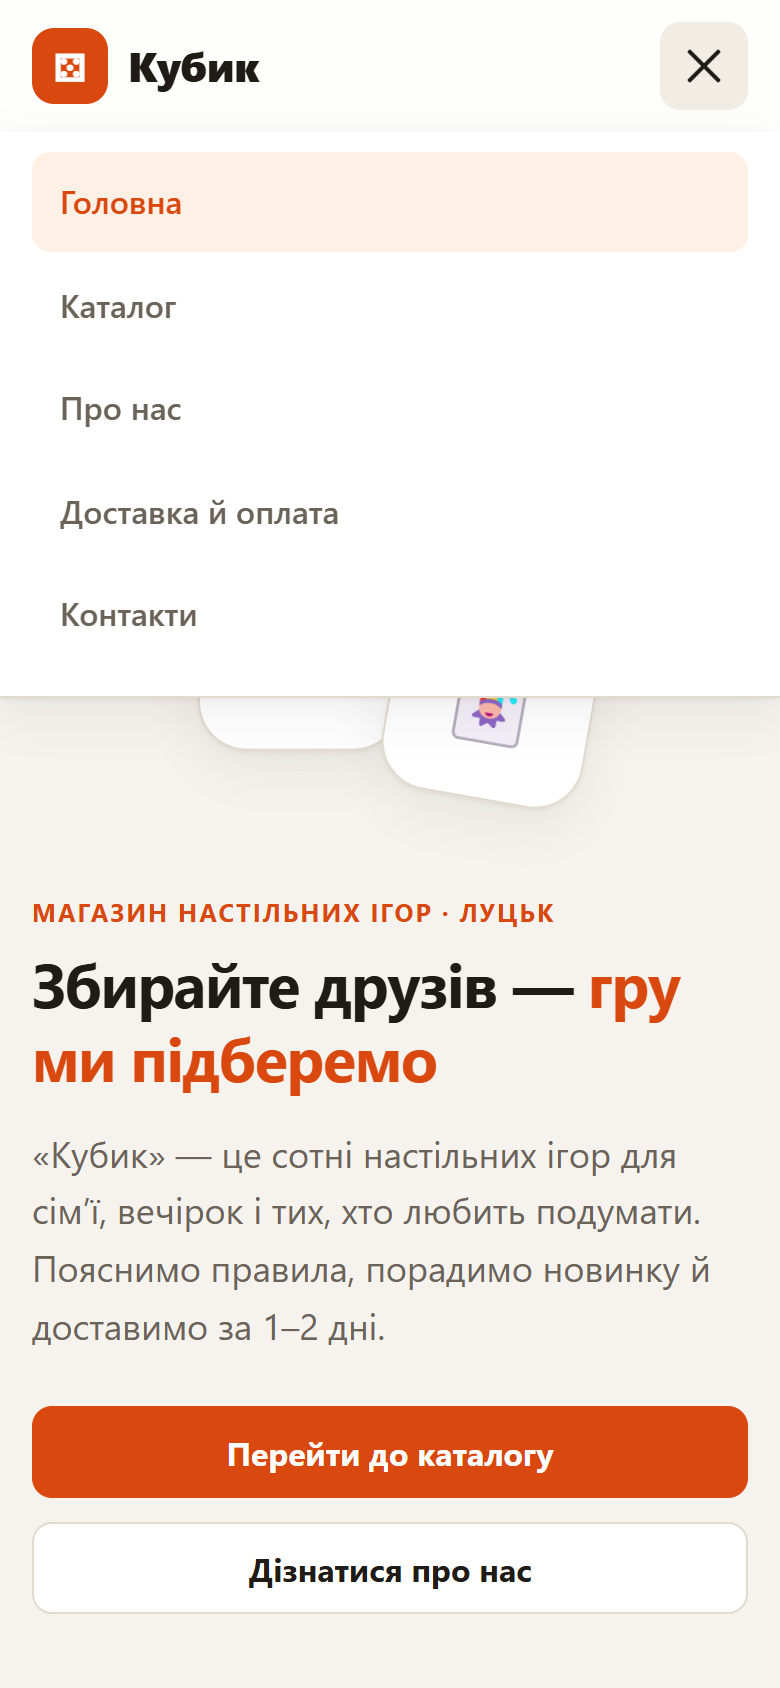 Кубик
Головна
Каталог
Про нас
Доставка й оплата
Контакти
МАГАЗИН НАСТІЛЬНИХ ІГОР · ЛУЦЬК
Збирайте друзів — гру
ми підберемо
«Кубик» — це сотні настільних ігор для
сім’ї, вечірок і тих, хто любить подумати.
Пояснимо правила, порадимо новинку й
доставимо за 1–2 дні.
Перейти до каталогу
Дізнатися про нас